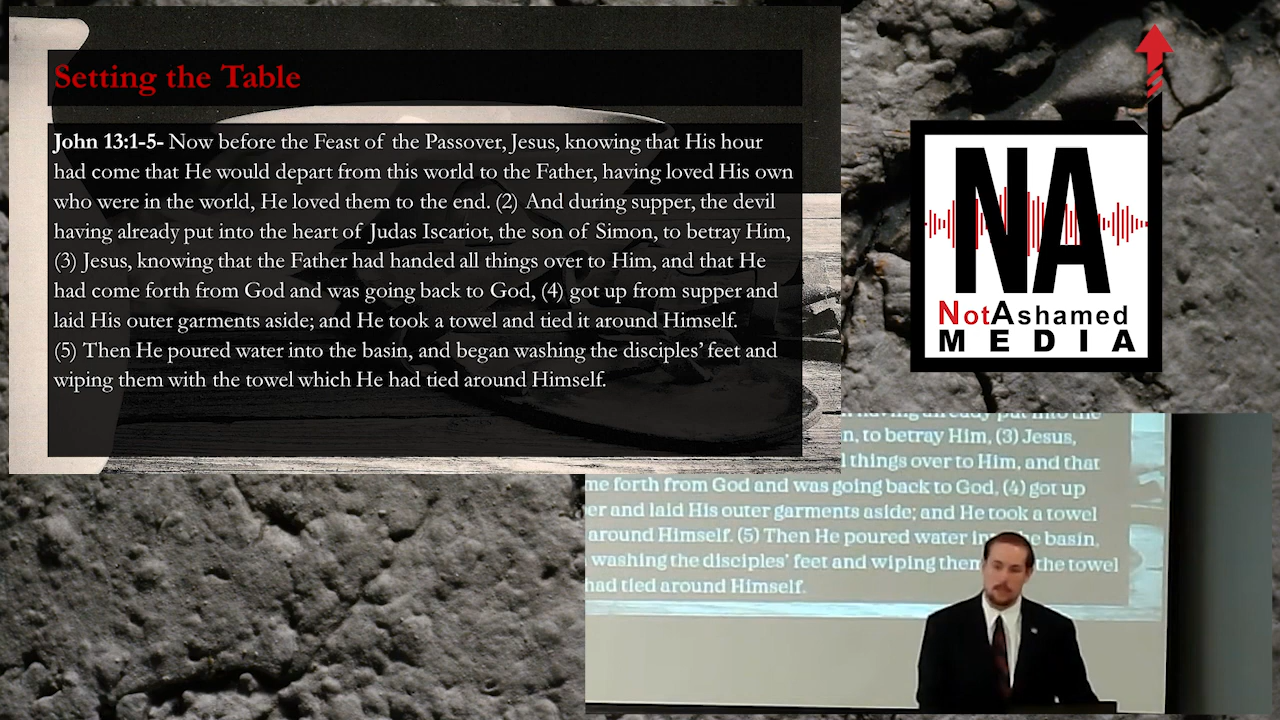 Setting the Table
John 13:1-5- Now before the Feast of the Passover, Jesus, knowing that His hour
had come that He would depart from this world to the Father, having loved His own
who were in the world, He loved them to the end. (2) And during supper, the devil
having already put into the heart of Judas Iscariot, the son of Simon, to betray Him,
(3) Jesus, knowing that the Father had handed all things over to Him, and that He
had come forth from God and was going back to God, (4) got up from supper and
laid His outer garments aside; and He took a towel and tied it around Himself.
(5) Then He poured water into the basin, and began washing the disciples’ feet and
wiping them with the towel which He had tied around Himself.
NA
NotAshamed
MEDIA
having already put into the
n, to betray Him, (3) Jesus,
l things over to Him, and that
me forth from God and was going back to God, (4) got up
er and laid His outer garments aside; and He took a towel
around Himself. (5) Then He poured water in he basin,
washing the disciples’ feet and wiping them the towel
had tied around Himself.